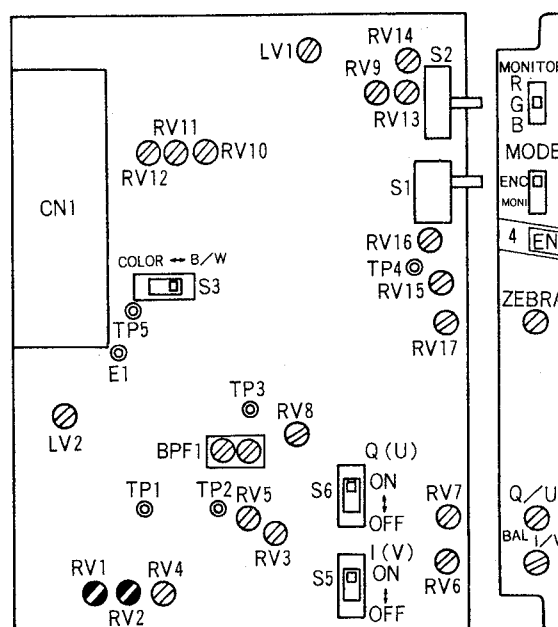 RV14
LV1
S2
RV9
MONITOR
R
G
B
RV13
RV11
RV10
RV12
MODE
S1
ENC
MONI
CN1
RV16
4 EN
COLOR ↔ B/W
TP4
S3
RV15
ZEBRA
TP5
RV17
E1
TP3
RV8
LV2
BPF1
Q(U)
S6
ON
↕
OFF
TP1
TP2
RV5
RV7
Q/U
RV3
I(V)
BAL I/V
S5
ON
↕
OFF
RV6
RV1
RV4
RV2